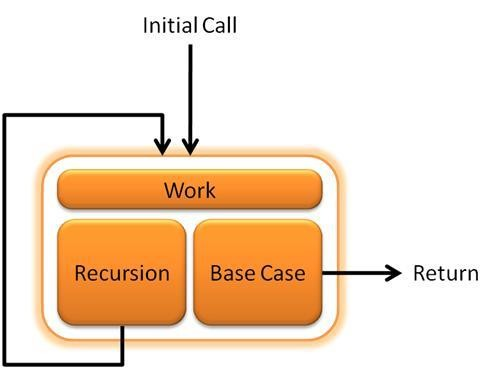 Initial Call
Work
Recursion
Base Case
Return